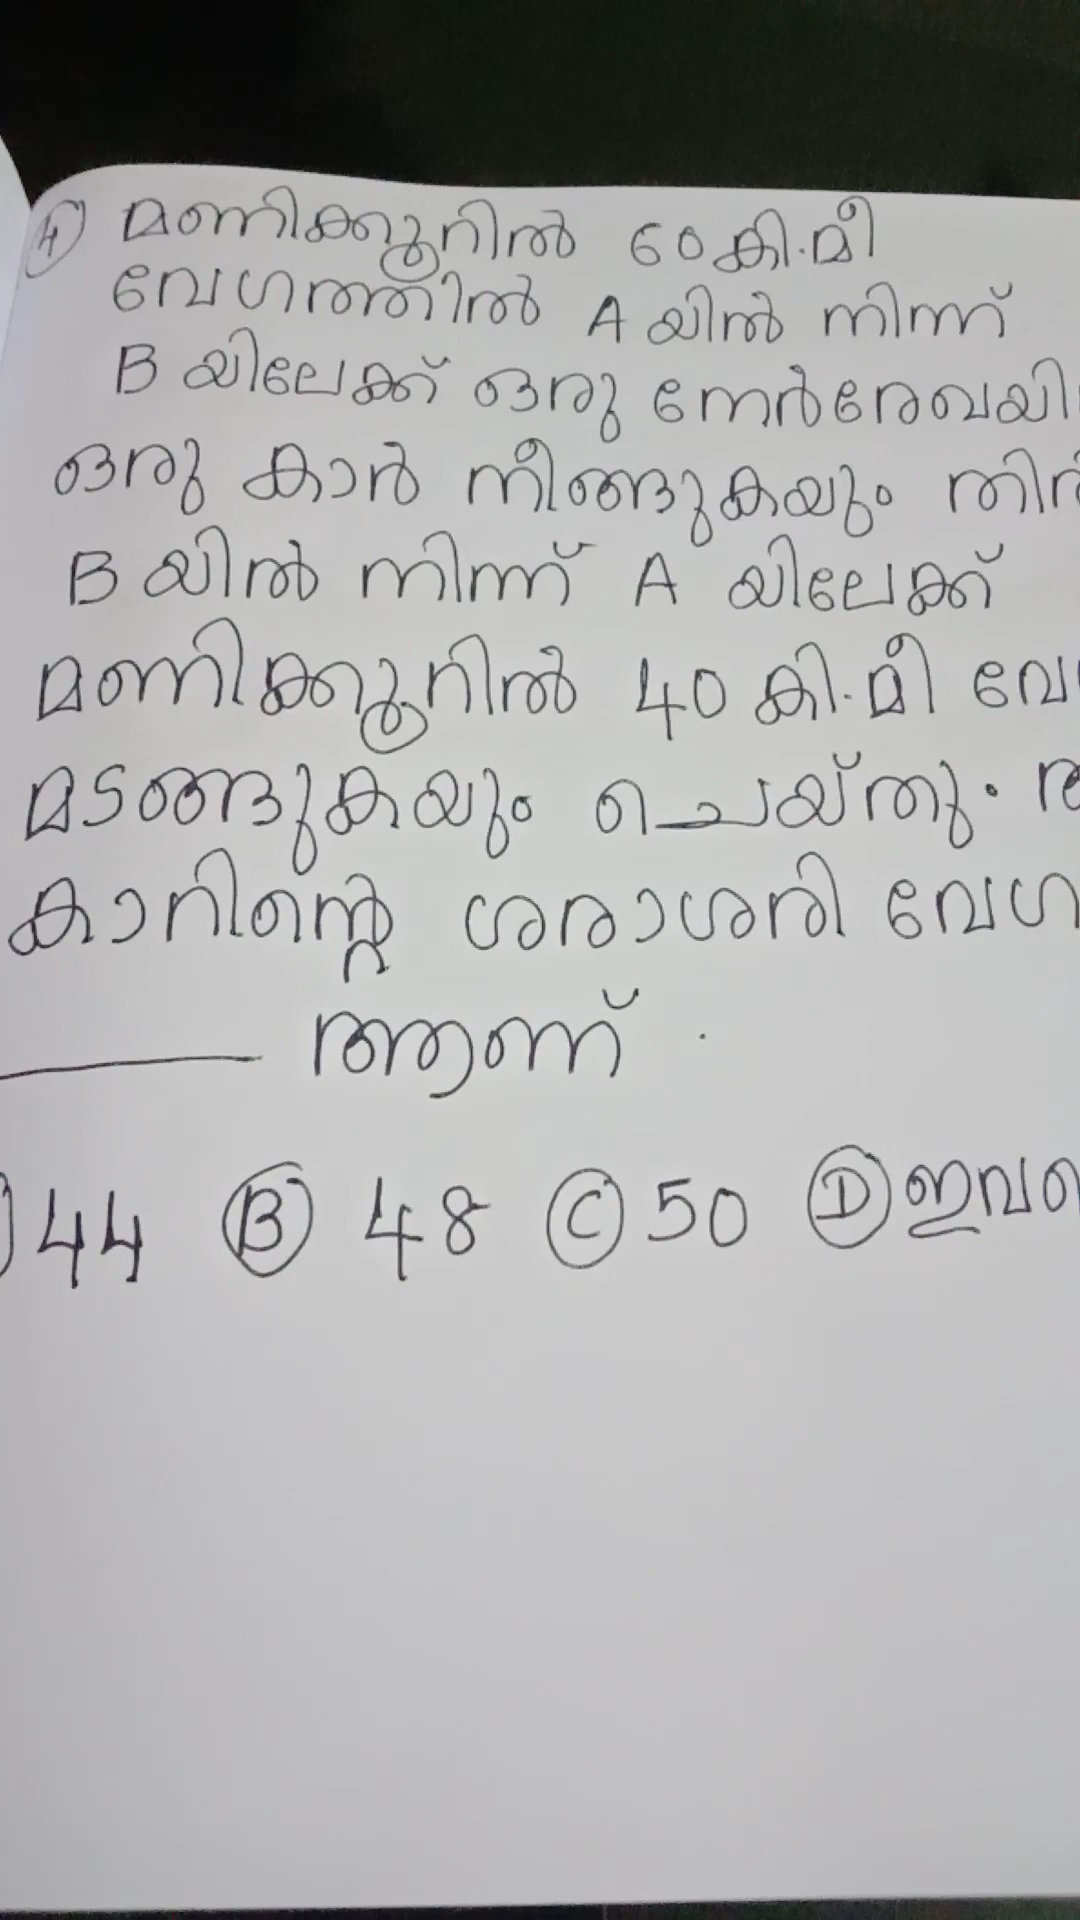 4) മണിക്കൂറിൽ 60 കി.മീ
വേഗത്തിൽ A യിൽ നിന്ന്
B യിലേക്ക് ഒരു നേർരേഖയി
ഒരു കാർ നീങ്ങുകയും തിരി
B യിൽ നിന്ന് A യിലേക്ക്
മണിക്കൂറിൽ 40 കി.മീ വേ
മടങ്ങുകയും ചെയ്തു.
കാറിന്റെ ശരാശരി വേഗ
ആണ്
44 (B) 48 (C) 50 (D) ഇവ